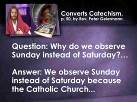 Converts Catechism.
p. 50, by Rev. Peter Geiermann.
Question: Why do we observe
Sunday instead of Saturday?...
Answer: We observe Sunday
instead of Saturday because
the Catholic Church...